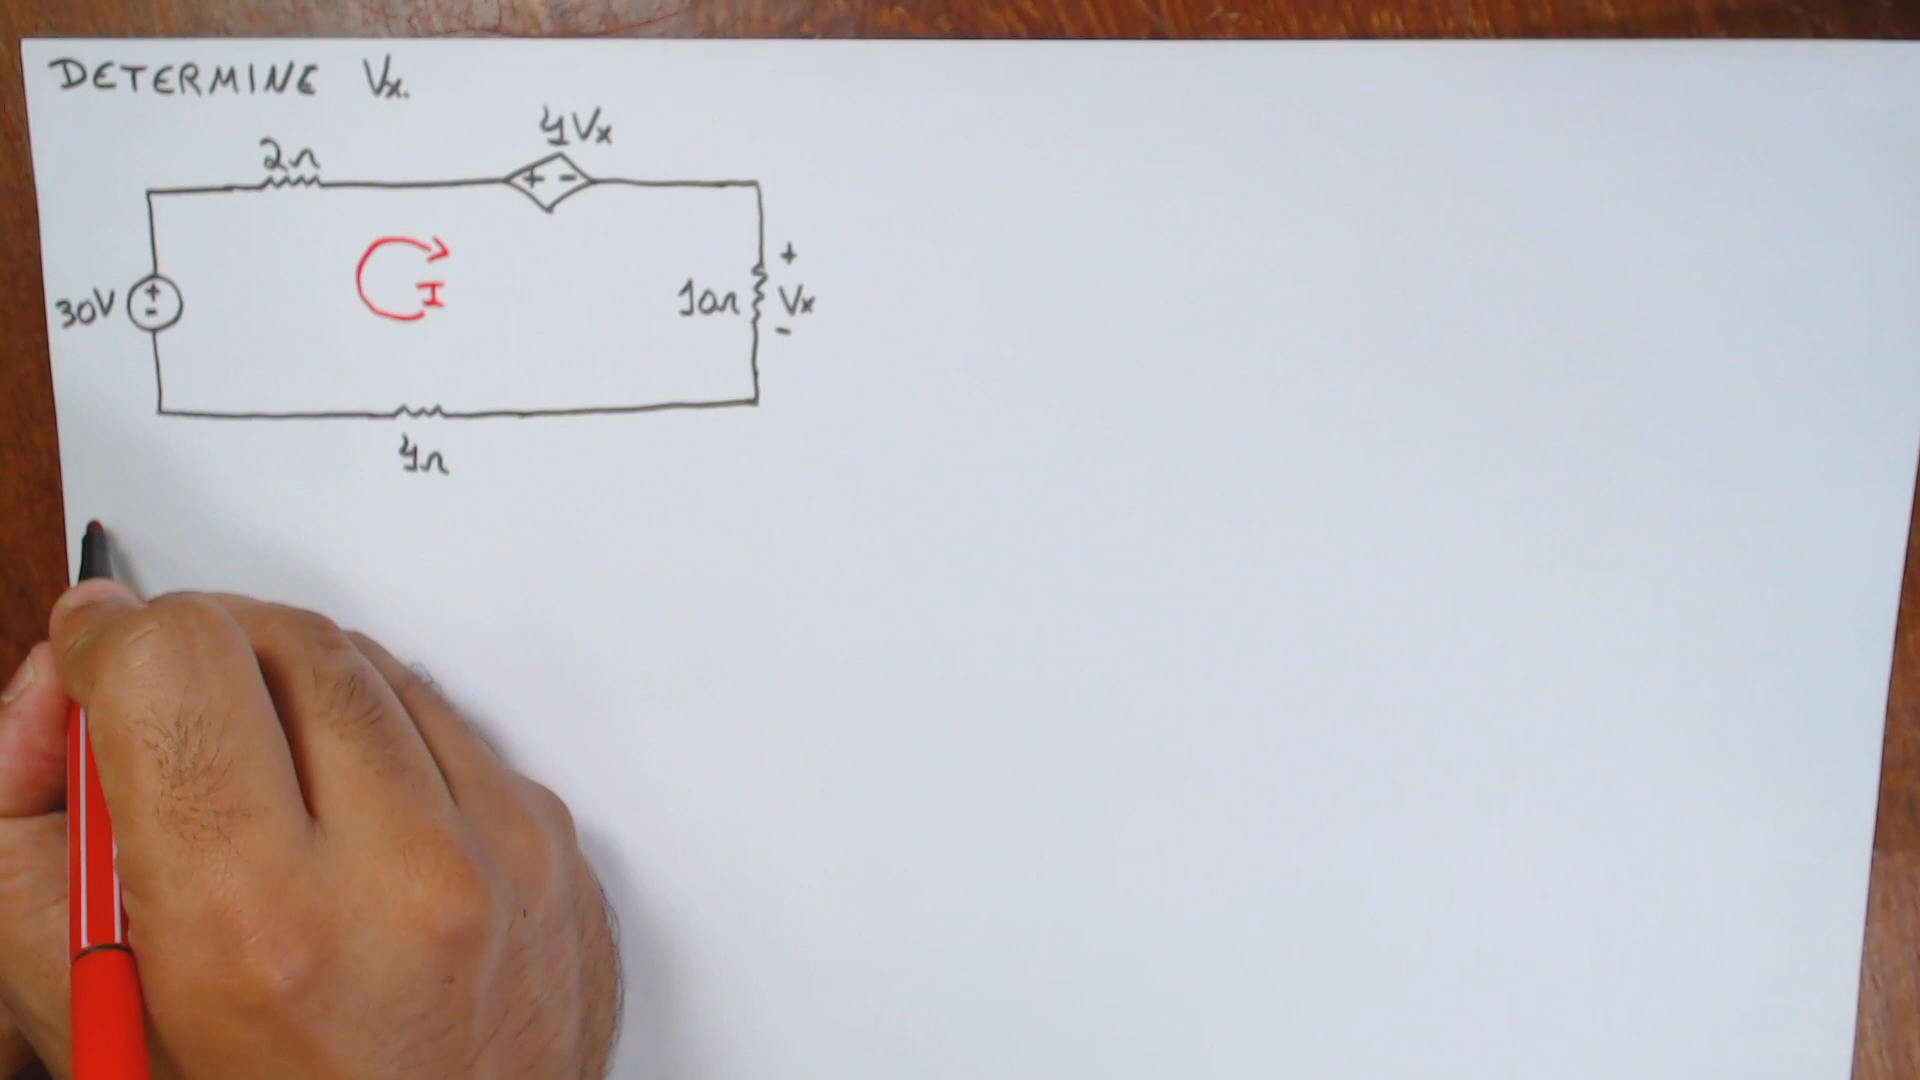 DETERMINE Vx.
4Vx
2Ω
+ -
I
30V
+
-
10Ω
+
Vx
-
4Ω